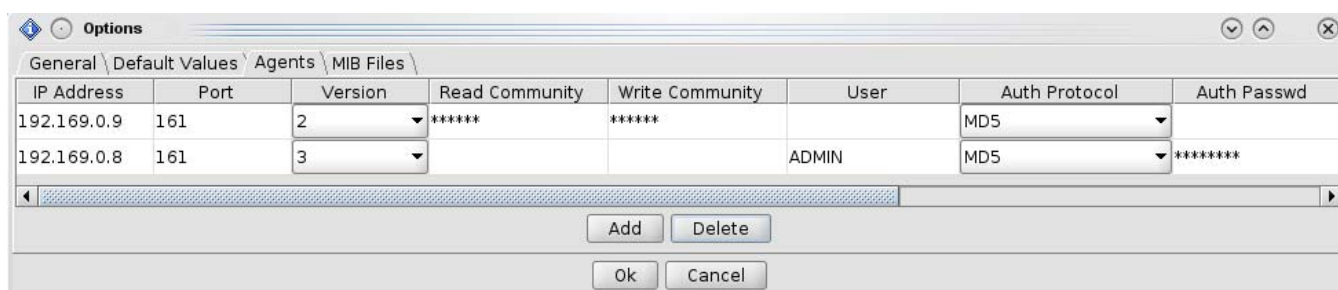 Options
General Default Values Agents MIB Files
IP Address Port Version Read Community Write Community User Auth Protocol Auth Passwd
192.169.0.9 161 2 ****** ****** MD5
192.169.0.8 161 3 ADMIN MD5 ********
Add Delete
Ok Cancel